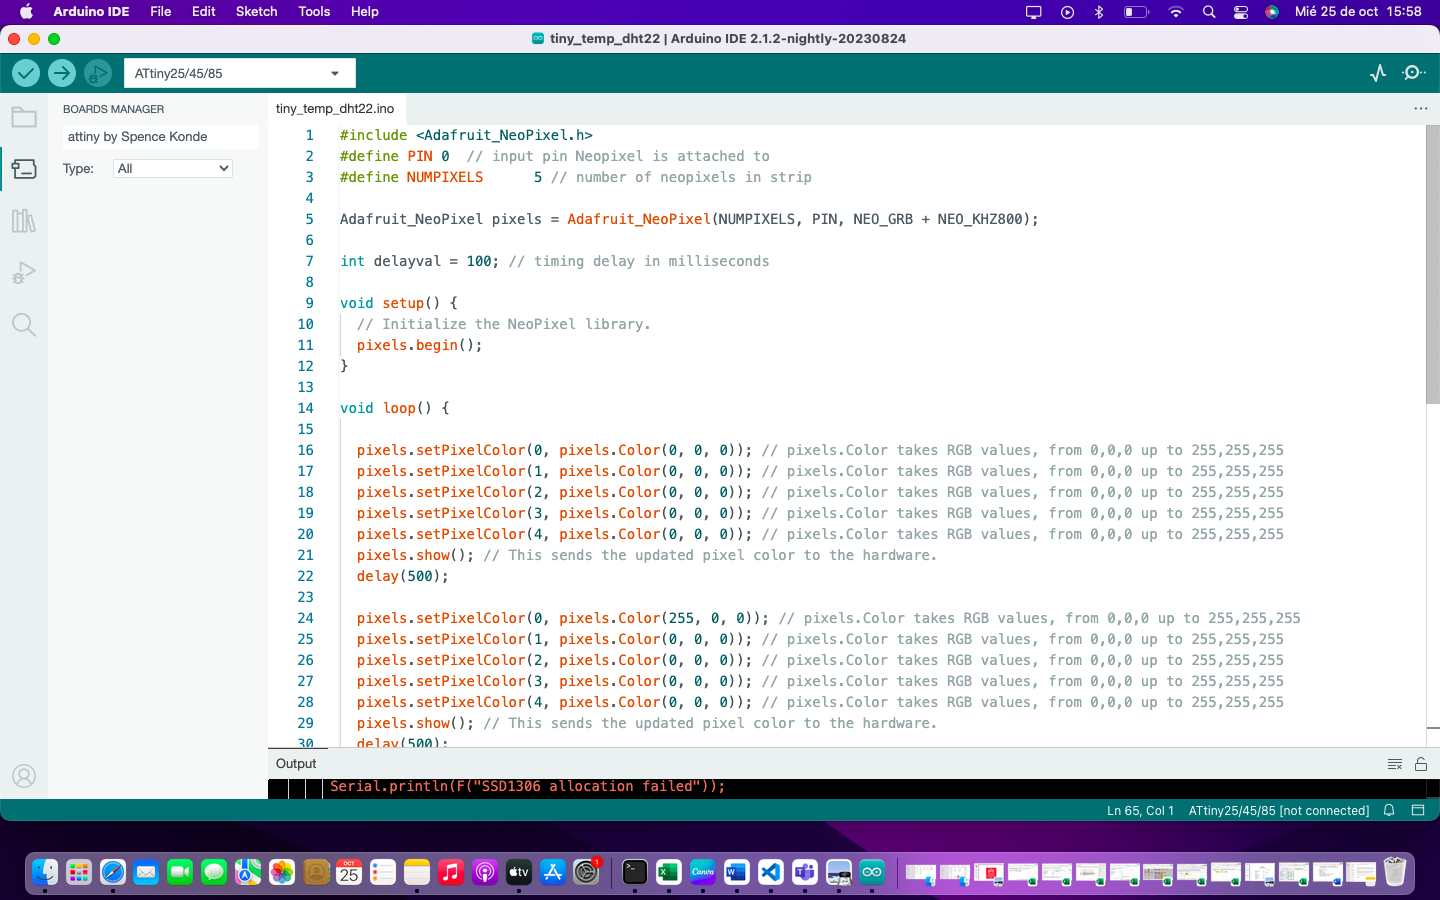 Arduino IDE File Edit Sketch Tools Help Mié 25 de oct 15:58
tiny_temp_dht22 | Arduino IDE 2.1.2-nightly-20230824
ATtiny25/45/85
BOARDS MANAGER
attiny by Spence Konde
Type: All
tiny_temp_dht22.ino
1 #include <Adafruit_NeoPixel.h>
2 #define PIN 0 // input pin Neopixel is attached to
3 #define NUMPIXELS 5 // number of neopixels in strip
4
5 Adafruit_NeoPixel pixels = Adafruit_NeoPixel(NUMPIXELS, PIN, NEO_GRB + NEO_KHZ800);
6
7 int delayval = 100; // timing delay in milliseconds
8
9 void setup() {
10 // Initialize the NeoPixel library.
11 pixels.begin();
12 }
13
14 void loop() {
15
16 pixels.setPixelColor(0, pixels.Color(0, 0, 0)); // pixels.Color takes RGB values, from 0,0,0 up to 255,255,255
17 pixels.setPixelColor(1, pixels.Color(0, 0, 0)); // pixels.Color takes RGB values, from 0,0,0 up to 255,255,255
18 pixels.setPixelColor(2, pixels.Color(0, 0, 0)); // pixels.Color takes RGB values, from 0,0,0 up to 255,255,255
19 pixels.setPixelColor(3, pixels.Color(0, 0, 0)); // pixels.Color takes RGB values, from 0,0,0 up to 255,255,255
20 pixels.setPixelColor(4, pixels.Color(0, 0, 0)); // pixels.Color takes RGB values, from 0,0,0 up to 255,255,255
21 pixels.show(); // This sends the updated pixel color to the hardware.
22 delay(500);
23
24 pixels.setPixelColor(0, pixels.Color(255, 0, 0)); // pixels.Color takes RGB values, from 0,0,0 up to 255,255,255
25 pixels.setPixelColor(1, pixels.Color(0, 0, 0)); // pixels.Color takes RGB values, from 0,0,0 up to 255,255,255
26 pixels.setPixelColor(2, pixels.Color(0, 0, 0)); // pixels.Color takes RGB values, from 0,0,0 up to 255,255,255
27 pixels.setPixelColor(3, pixels.Color(0, 0, 0)); // pixels.Color takes RGB values, from 0,0,0 up to 255,255,255
28 pixels.setPixelColor(4, pixels.Color(0, 0, 0)); // pixels.Color takes RGB values, from 0,0,0 up to 255,255,255
29 pixels.show(); // This sends the updated pixel color to the hardware.
30 delay(500);
Output
Serial.println(F("SSD1306 allocation failed"));
Ln 65, Col 1 ATtiny25/45/85 [not connected]
OCT
25
tv
1
Canva